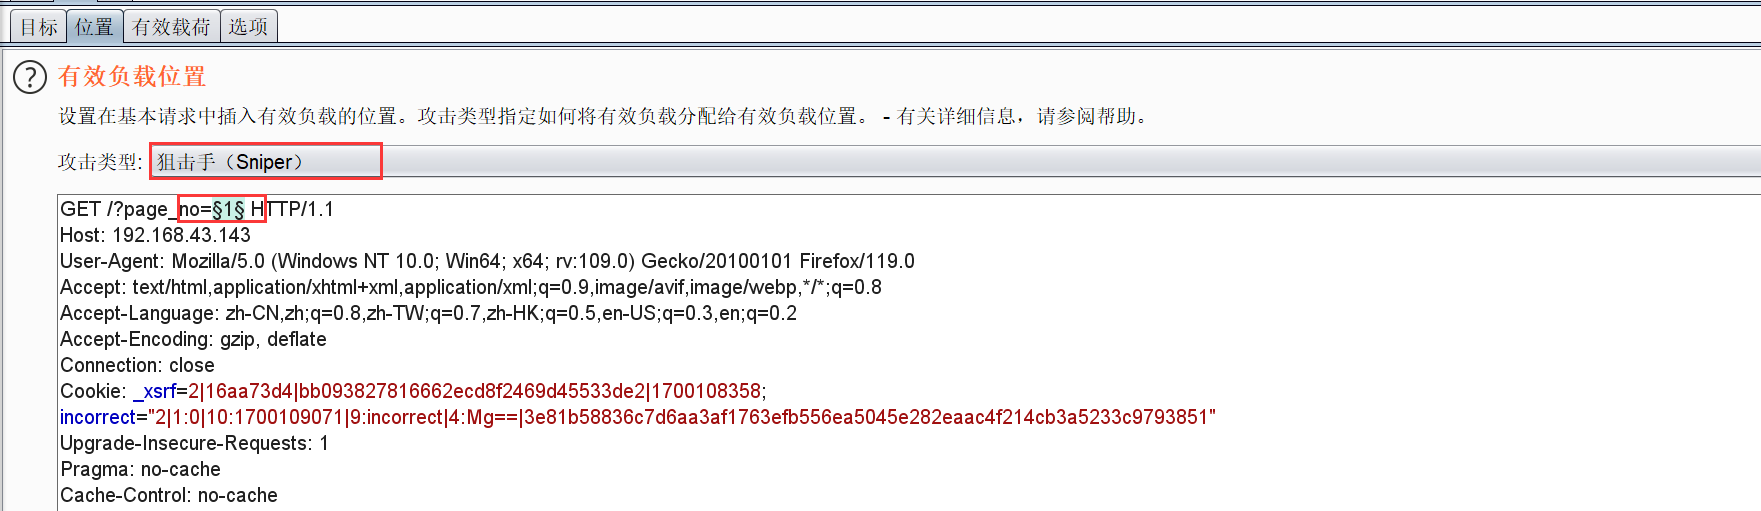 目标 位置 有效载荷 选项
? 有效负载位置
设置在基本请求中插入有效负载的位置。攻击类型指定如何将有效负载分配给有效负载位置。 - 有关详细信息，请参阅帮助。
攻击类型: 狙击手（Sniper）
GET /?page_no=§1§ HTTP/1.1
Host: 192.168.43.143
User-Agent: Mozilla/5.0 (Windows NT 10.0; Win64; x64; rv:109.0) Gecko/20100101 Firefox/119.0
Accept: text/html,application/xhtml+xml,application/xml;q=0.9,image/avif,image/webp,*/*;q=0.8
Accept-Language: zh-CN,zh;q=0.8,zh-TW;q=0.7,zh-HK;q=0.5,en-US;q=0.3,en;q=0.2
Accept-Encoding: gzip, deflate
Connection: close
Cookie: _xsrf=2|16aa73d4|bb093827816662ecd8f2469d45533de2|1700108358;
incorrect="2|1:0|10:1700109071|9:incorrect|4:Mg==|3e81b58836c7d6aa3af1763efb556ea5045e282eaac4f214cb3a5233c9793851"
Upgrade-Insecure-Requests: 1
Pragma: no-cache
Cache-Control: no-cache